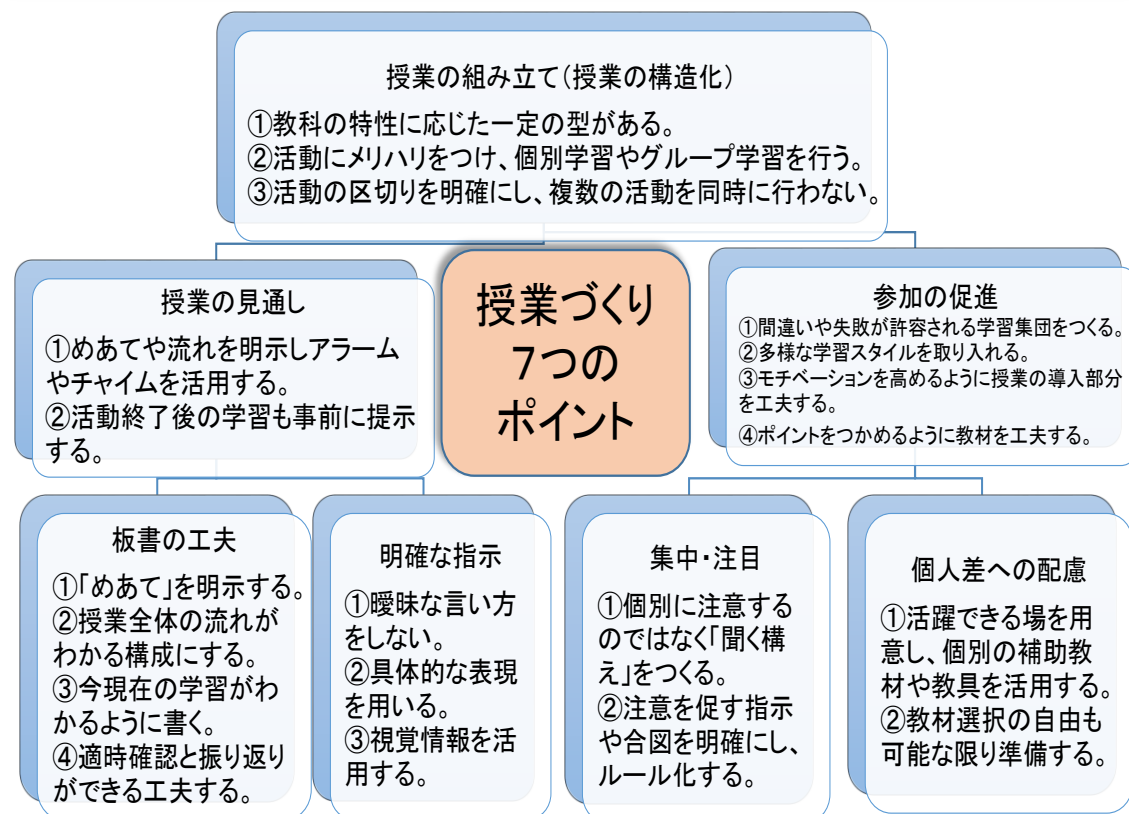 授業の組み立て(授業の構造化)
①教科の特性に応じた一定の型がある。
②活動にメリハリをつけ、個別学習やグループ学習を行う。
③活動の区切りを明確にし、複数の活動を同時に行わない。
授業づくり
7つの
ポイント
授業の見通し
①めあてや流れを明示しアラーム
やチャイムを活用する。
②活動終了後の学習も事前に提示
する。
参加の促進
①間違いや失敗が許容される学習集団をつくる。
②多様な学習スタイルを取り入れる。
③モチベーションを高めるように授業の導入部分
を工夫する。
④ポイントをつかめるように教材を工夫する。
板書の工夫
①「めあて」を明示する。
②授業全体の流れが
わかる構成にする。
③今現在の学習がわ
かるように書く。
④適時確認と振り返り
ができる工夫する。
明確な指示
①曖昧な言い方
をしない。
②具体的な表現
を用いる。
③視覚情報を活
用する。
集中・注目
①個別に注意する
のではなく「聞く構
え」をつくる。
②注意を促す指示
や合図を明確にし、
ルール化する。
個人差への配慮
①活躍できる場を用
意し、個別の補助教
材や教具を活用する。
②教材選択の自由も
可能な限り準備する。